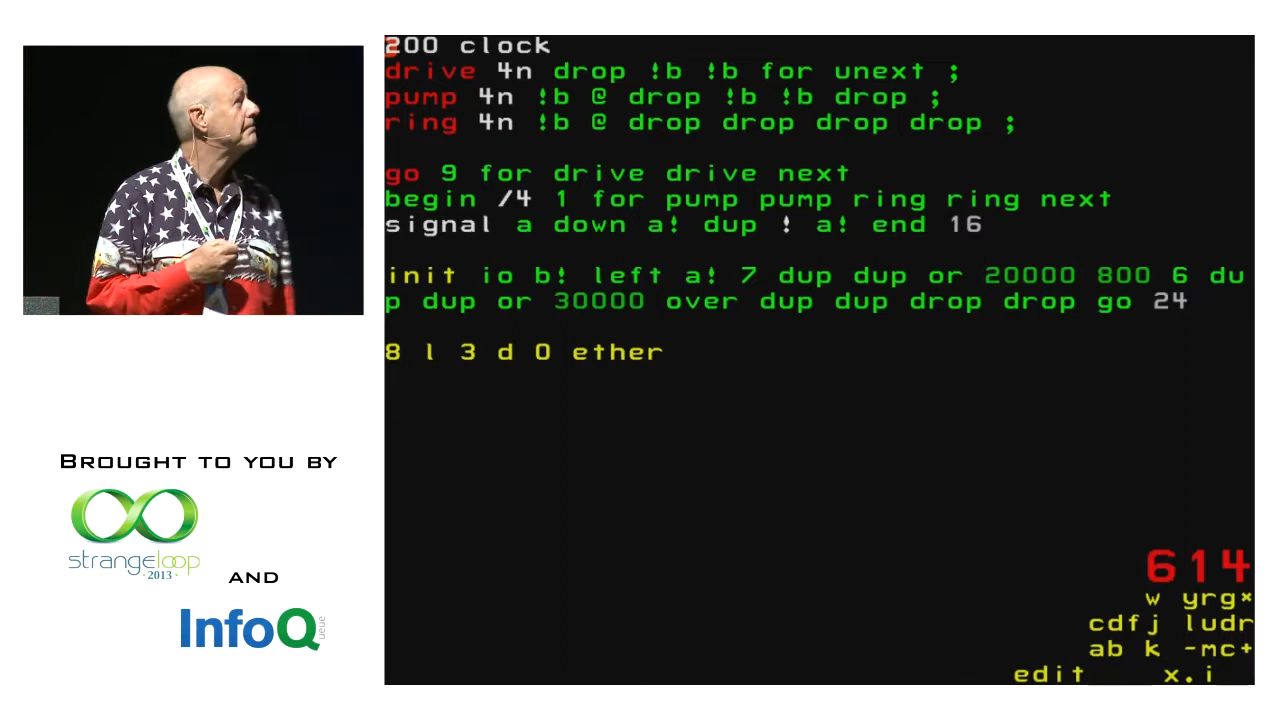 200 clock
drive 4n drop !b !b for unext ;
pump 4n !b @ drop !b !b drop ;
ring 4n !b @ drop drop drop drop ;
go 9 for drive drive next
begin /4 1 for pump pump ring ring next
signal a down a! dup ! a! end 16
init io b! left a! 7 dup dup or 20000 800 6 du
p dup or 30000 over dup dup drop drop go 24
8 l 3 d 0 ether
BROUGHT TO YOU BY
strangeloop
·2013·
AND
InfoQ
ueue
614
w yrg*
cdfj ludr
ab k -mc+
edit x.i